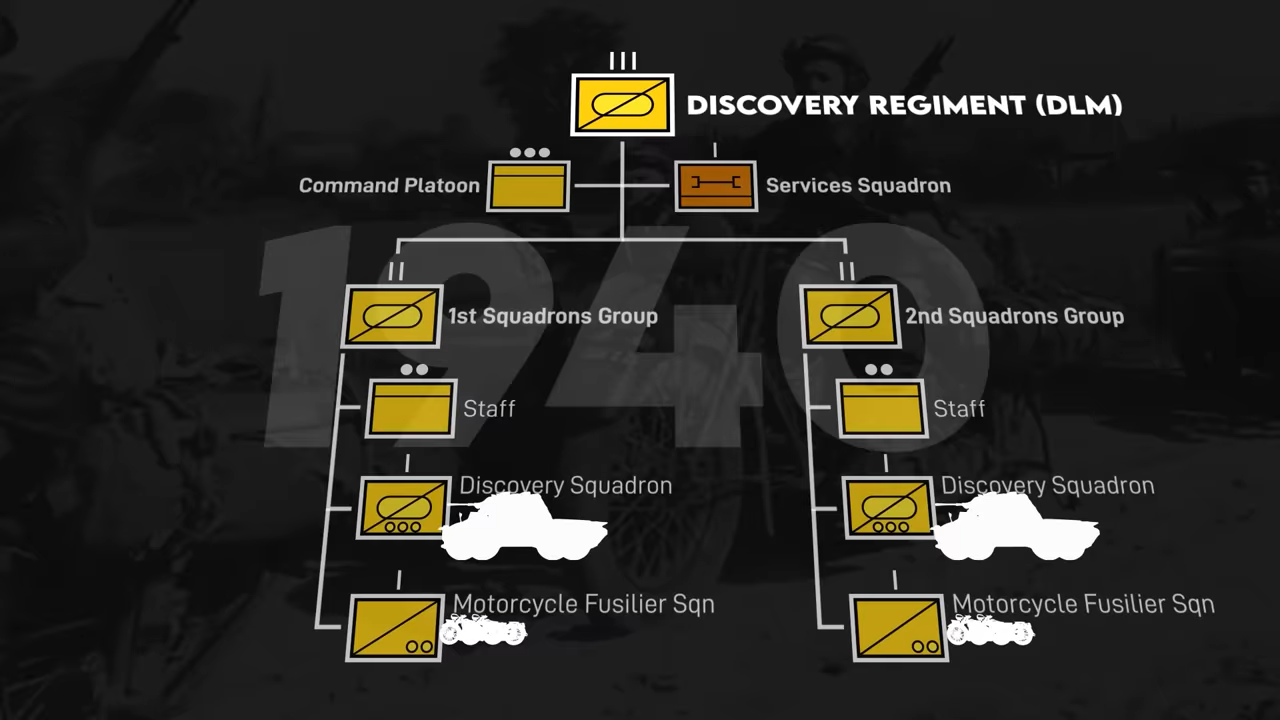 DISCOVERY REGIMENT (DLM)
Command Platoon
Services Squadron
1940
1st Squadrons Group
2nd Squadrons Group
Staff
Staff
Discovery Squadron
Discovery Squadron
Motorcycle Fusilier Sqn
Motorcycle Fusilier Sqn